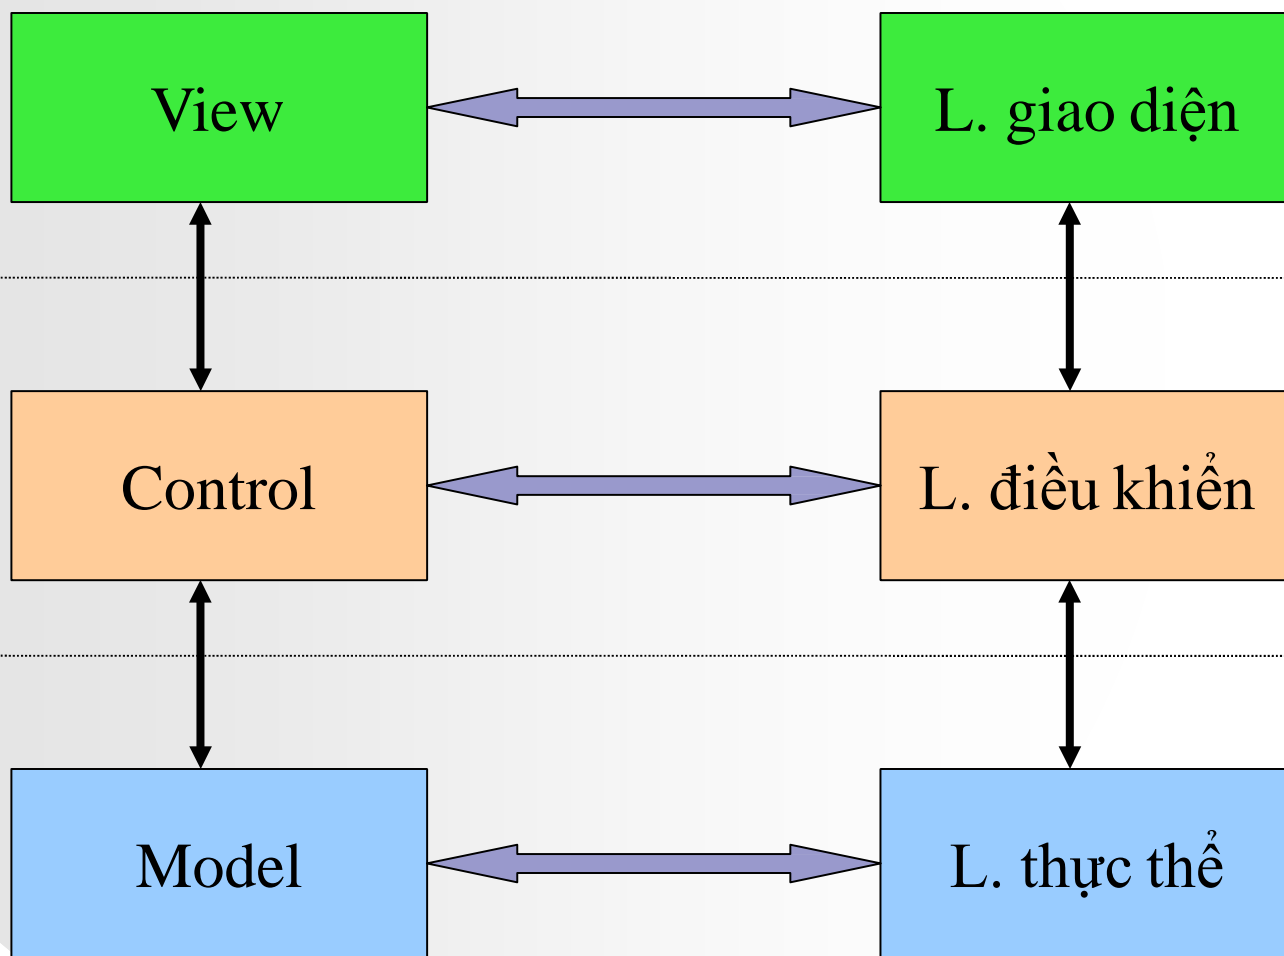 View
L. giao diện
Control
L. điều khiển
Model
L. thực thể